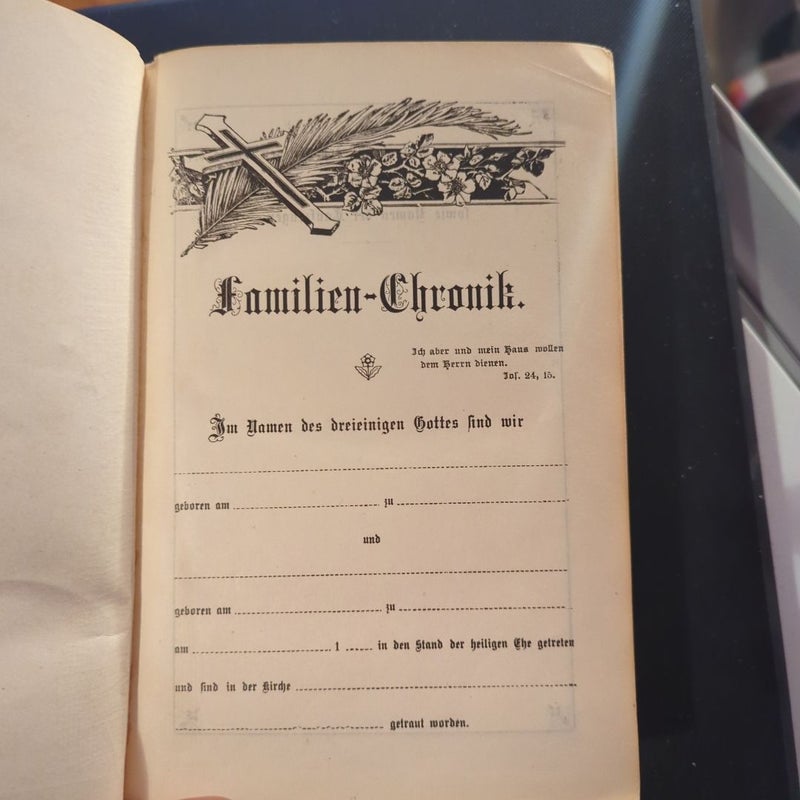 Familien-Chronik.
Ich aber und mein Haus wollen
dem Herrn dienen.
Jos. 24, 15.
Im Namen des dreieinigen Gottes sind wir
geboren am zu
und
geboren am zu
am 1 in den Stand der heiligen Ehe getreten
und sind in der Kirche
getraut worden.